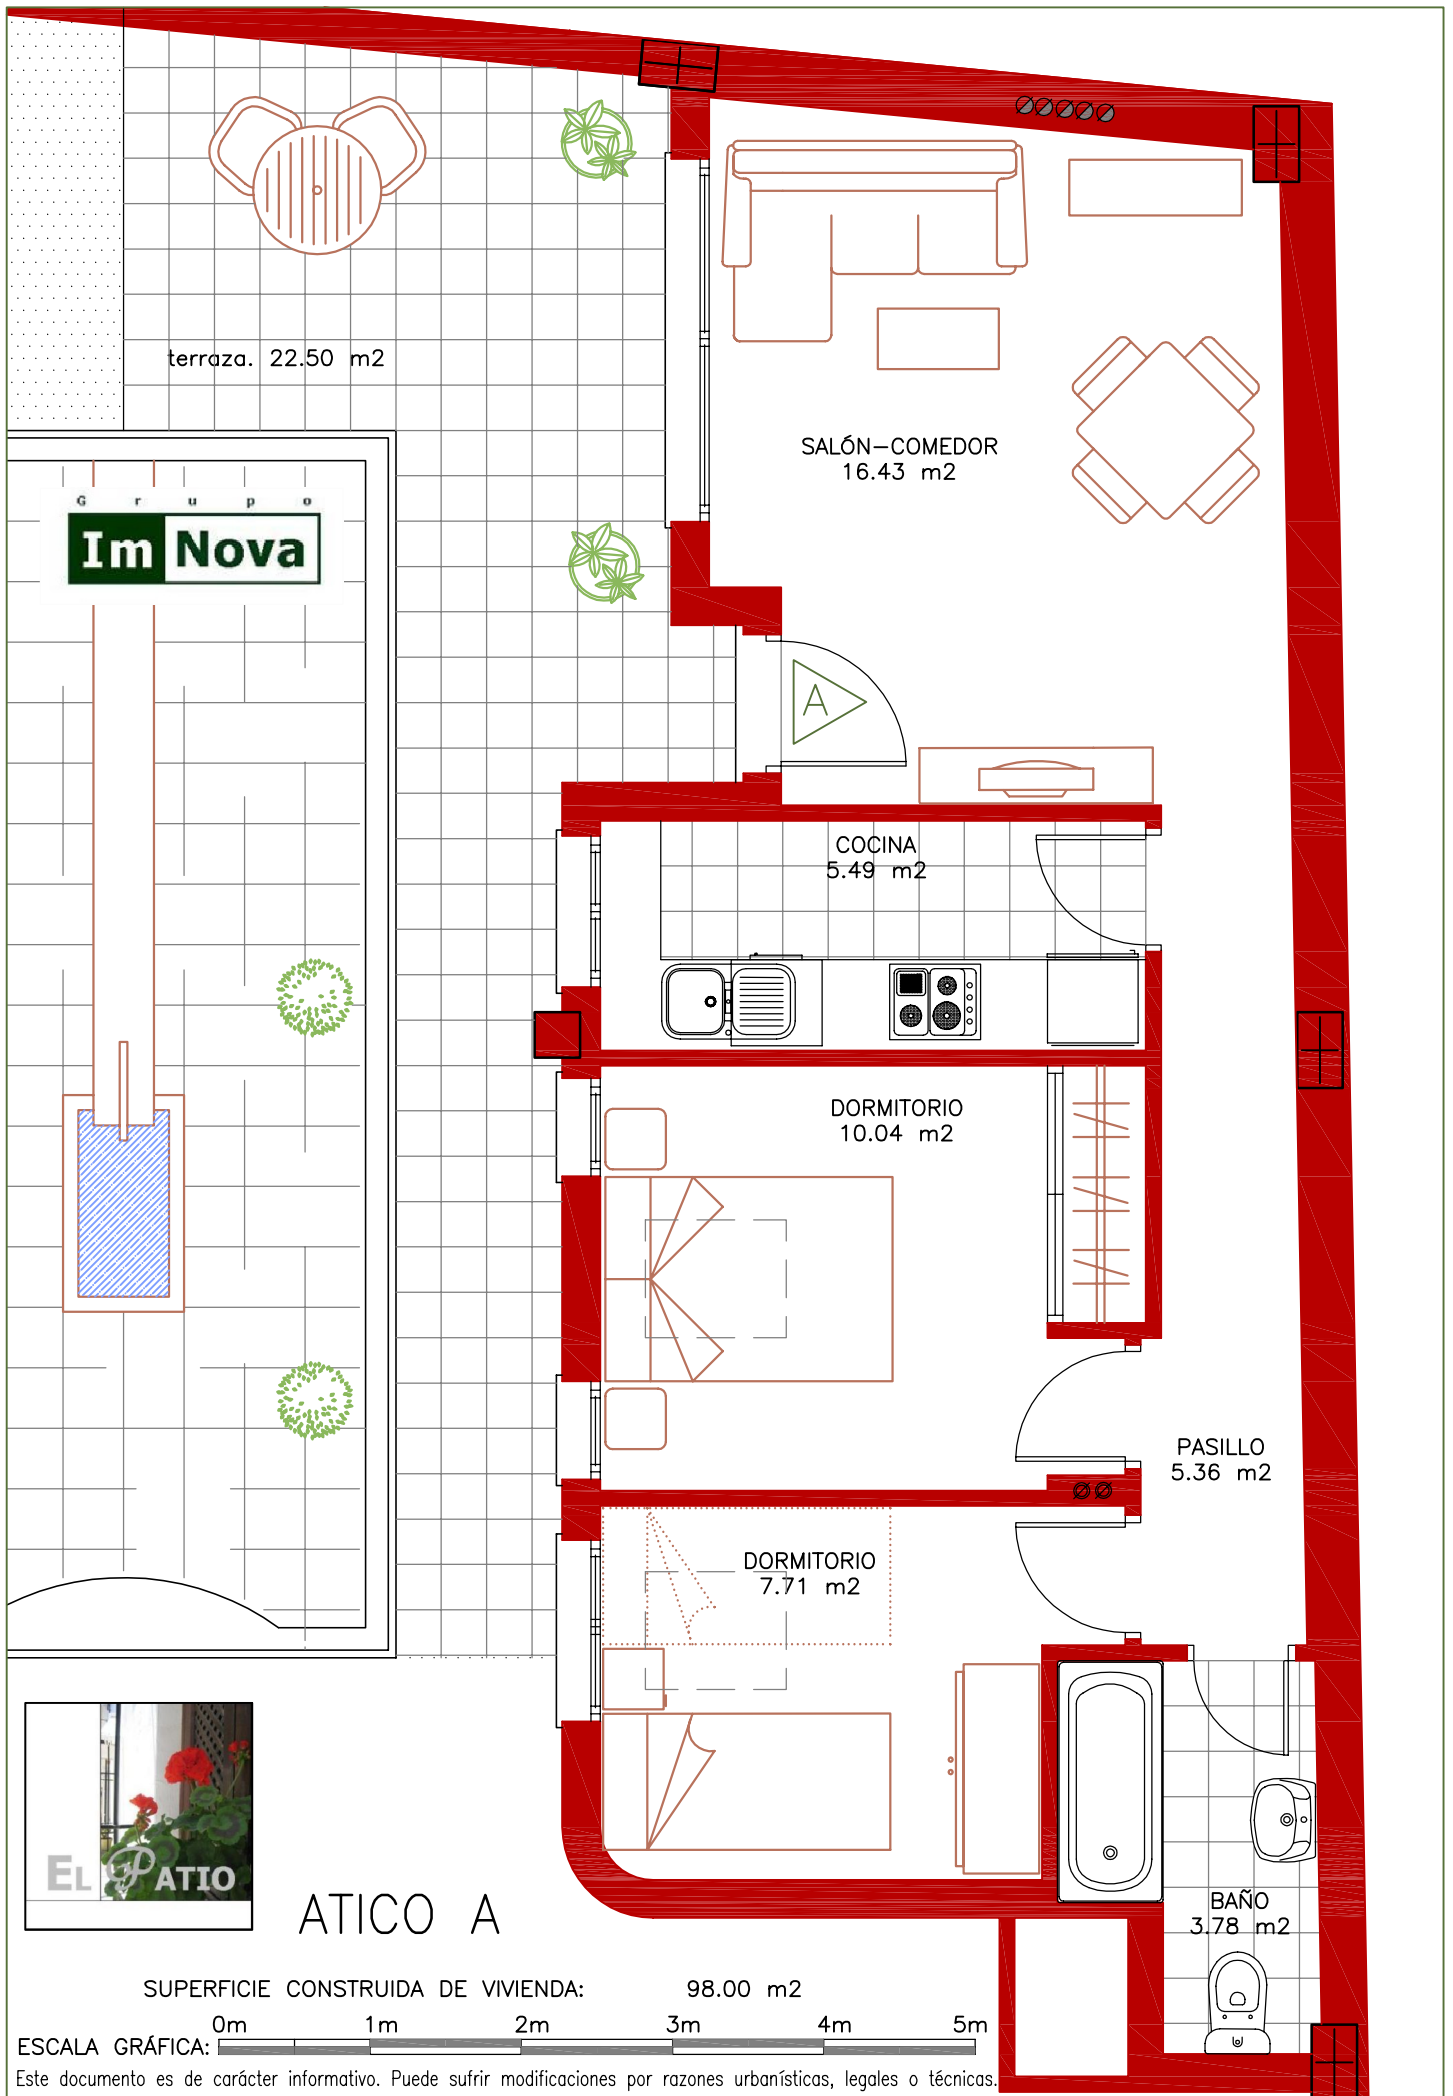 terraza. 22.50 m2
SALÓN-COMEDOR
16.43 m2
Grupo
Im Nova
A
COCINA
5.49 m2
DORMITORIO
10.04 m2
PASILLO
5.36 m2
DORMITORIO
7.71 m2
EL PATIO
ATICO A
BAÑO
3.78 m2
SUPERFICIE CONSTRUIDA DE VIVIENDA: 98.00 m2
ESCALA GRÁFICA: 0m 1m 2m 3m 4m 5m
Este documento es de carácter informativo. Puede sufrir modificaciones por razones urbanísticas, legales o técnicas.